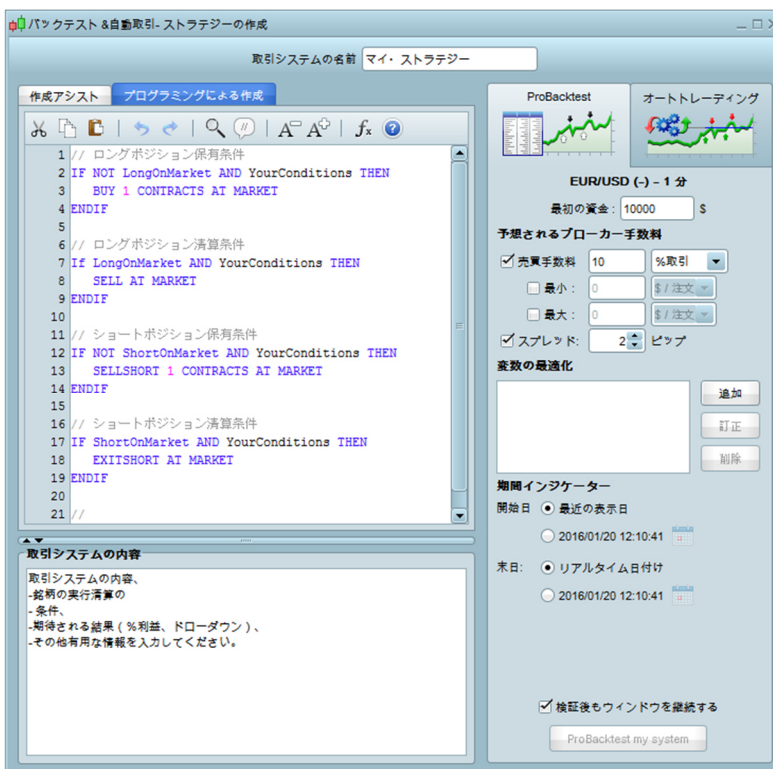 バックテスト &自動取引- ストラテジーの作成
取引システムの名前 マイ・ ストラテジー
作成アシスト プログラミングによる作成
1 // ロングポジション保有条件
2 IF NOT LongOnMarket AND YourConditions THEN
3 BUY 1 CONTRACTS AT MARKET
4 ENDIF
5
6 // ロングポジション清算条件
7 If LongOnMarket AND YourConditions THEN
8 SELL AT MARKET
9 ENDIF
10
11 // ショートポジション保有条件
12 IF NOT ShortOnMarket AND YourConditions THEN
13 SELLSHORT 1 CONTRACTS AT MARKET
14 ENDIF
15
16 // ショートポジション清算条件
17 IF ShortOnMarket AND YourConditions THEN
18 EXITSHORT AT MARKET
19 ENDIF
20
21 //
取引システムの内容
取引システムの内容、
-銘柄の実行清算の
- 条件、
-期待される結果 ( %利益、ドローダウン ) 、
-その他有用な情報を入力してください。
ProBacktest オートトレーディング
EUR/USD (-) - 1 分
最初の資金 : 10000 $
予想されるブローカー手数料
売買手数料 10 %取引
最小 : 0 $ / 注文
最大 : 0 $ / 注文
スプレッド: 2 ピップ
変数の最適化
追加
訂正
削除
期間インジケーター
開始日 最近の表示日
2016/01/20 12:10:41
末日: リアルタイム日付け
2016/01/20 12:10:41
検証後もウィンドウを継続する
ProBacktest my system